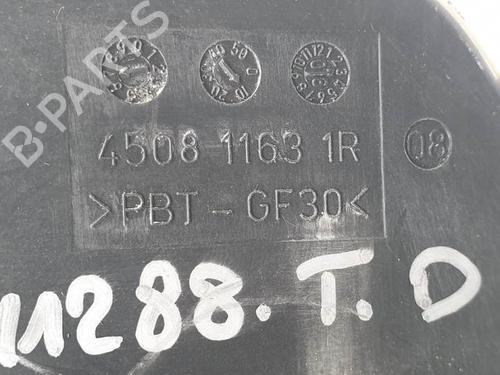 B-PARTS
4508 1163 1R
>PBT-GF30<
08
11288.T.D